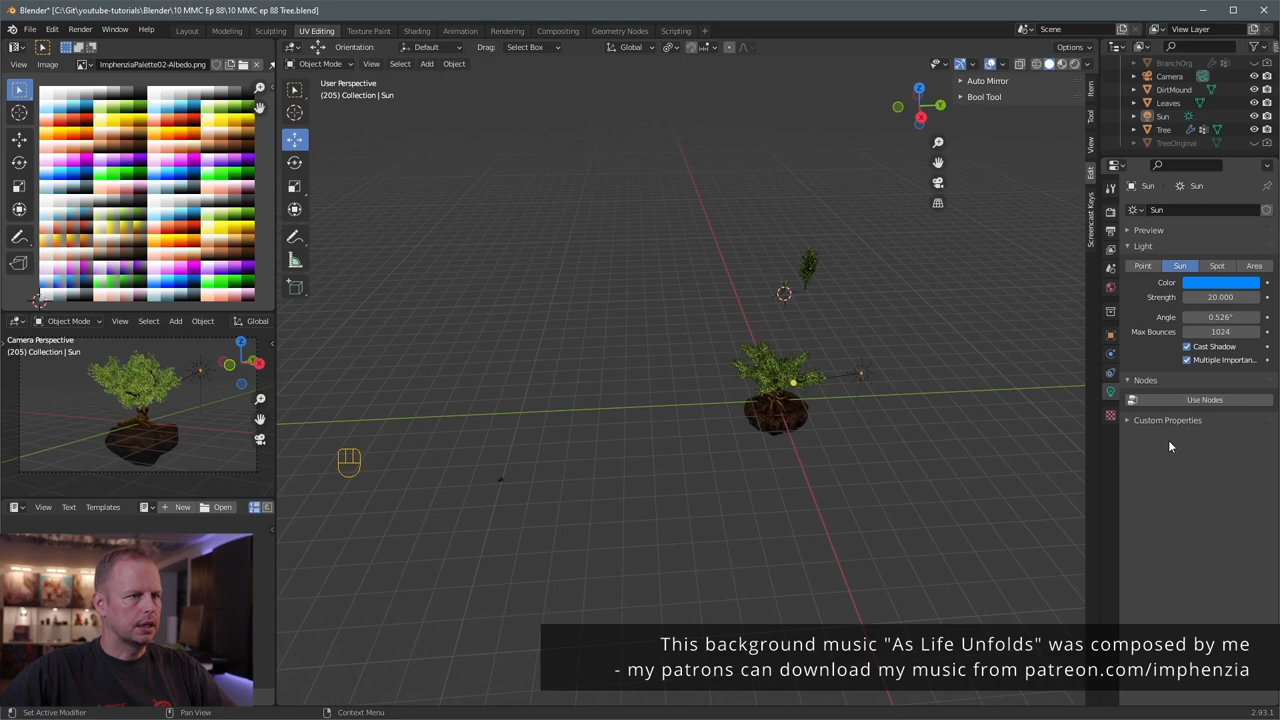 Blender* [C:\Git\youtube-tutorials\Blender\10 MMC Ep 88\10 MMC ep 88 Tree.blend]
File Edit Render Window Help Layout Modeling Sculpting UV Editing Texture Paint Shading Animation Rendering Compositing Geometry Nodes Scripting Scene View Layer
Orientation: Default Drag: Select Box Global Options
View Image ImphenziaPalette02-Albedo.png Object Mode View Select Add Object
User Perspective
(205) Collection | Sun
Auto Mirror
Bool Tool
Item
Tool
View
Edit
Screencast Keys
Z
Y
X
BranchOrg
Camera
DirtMound
Leaves
Sun
Tree
TreeOriginal
Sun Sun
Sun
Preview
Light
Point Sun Spot Area
Color
Strength 20.000
Angle 0.526°
Max Bounces 1024
Cast Shadow
Multiple Importan...
Nodes
Use Nodes
Custom Properties
Object Mode View Select Add Object Global
Camera Perspective
(205) Collection | Sun
Z
X
View Text Templates New Open
This background music "As Life Unfolds" was composed by me
- my patrons can download my music from patreon.com/imphenzia
Set Active Modifier Pan View Context Menu 2.93.1